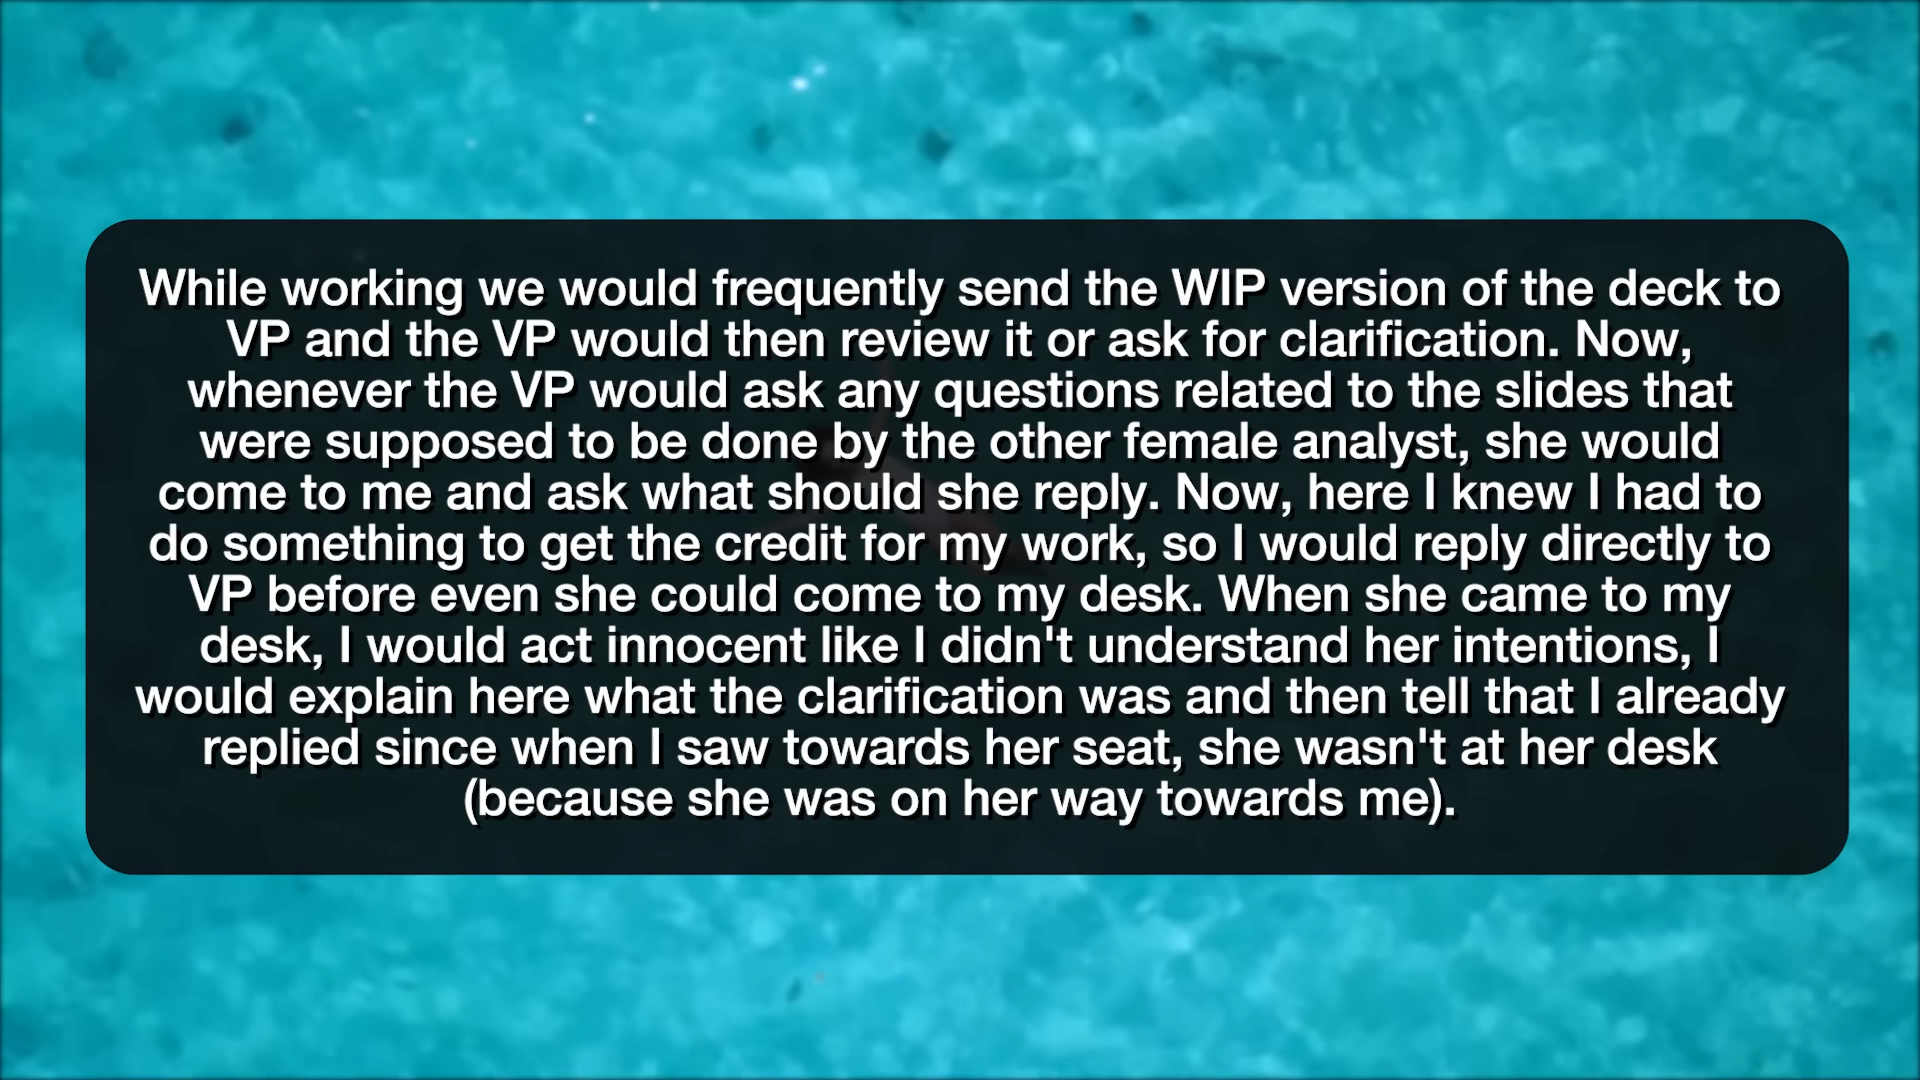 While working we would frequently send the WIP version of the deck to
VP and the VP would then review it or ask for clarification. Now,
whenever the VP would ask any questions related to the slides that
were supposed to be done by the other female analyst, she would
come to me and ask what should she reply. Now, here I knew I had to
do something to get the credit for my work, so I would reply directly to
VP before even she could come to my desk. When she came to my
desk, I would act innocent like I didn't understand her intentions, I
would explain here what the clarification was and then tell that I already
replied since when I saw towards her seat, she wasn't at her desk
(because she was on her way towards me).